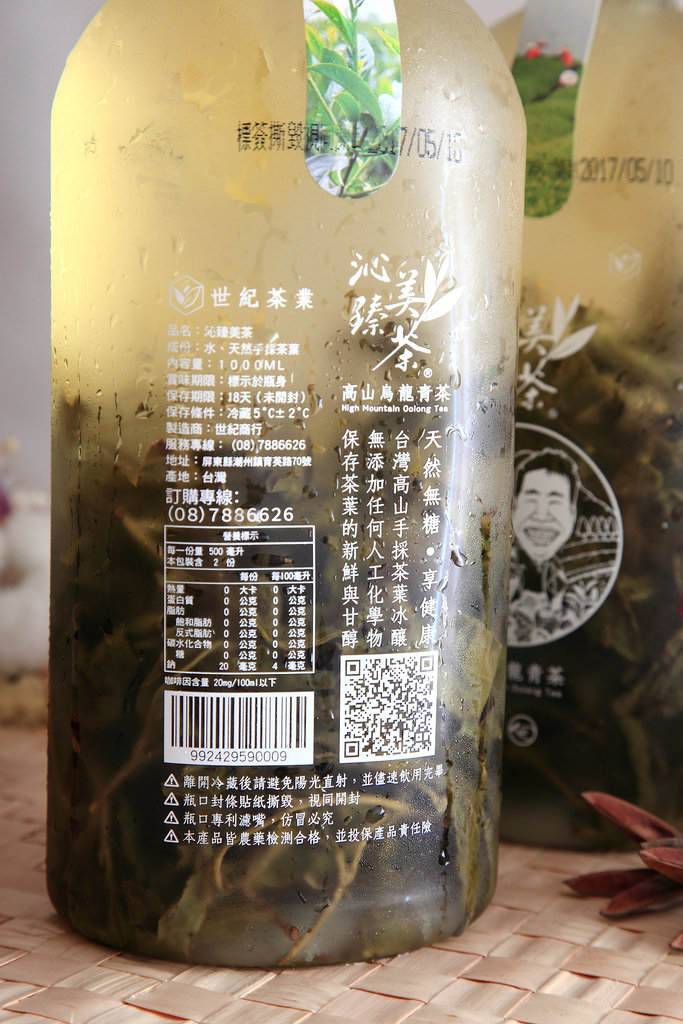 標簽撕毀視同開
2017/05/10
2017/05/10
世紀茶業
品名：沁臻美茶
成份：水、天然手採茶葉
內容量：1000ML
賞味期限：標示於瓶身
保存期限：18天（未開封）
保存條件：冷藏5°C±2°C
製造商：世紀商行
服務專線：(08)7886626
地址：屏東縣潮州鎮育英路70號
產地：台灣
訂購專線：
(08)7886626
沁臻美茶®
高山烏龍青茶
High Mountain Oolong Tea
天然無糖•享健康
台灣高山手採茶葉冰釀
無添加任何人工化學物
保存茶葉的新鮮與甘醇
營養標示
每一份量 500 毫升
本包裝含 2 份
每份 每100毫升
熱量 0 大卡 0 大卡
蛋白質 0 公克 0 公克
脂肪 0 公克 0 公克
飽和脂肪 0 公克 0 公克
反式脂肪 0 公克 0 公克
碳水化合物 0 公克 0 公克
糖 0 公克 0 公克
鈉 20 毫克 4 毫克
咖啡因含量 20mg/100ml以下
992429590009
離開冷藏後請避免陽光直射，並儘速飲用完畢
瓶口封條貼紙撕毀，視同開封
瓶口專利濾嘴，仿冒必究
本產品皆農藥檢測合格，並投保產品責任險
美茶®
龍青茶
Oolong Tea